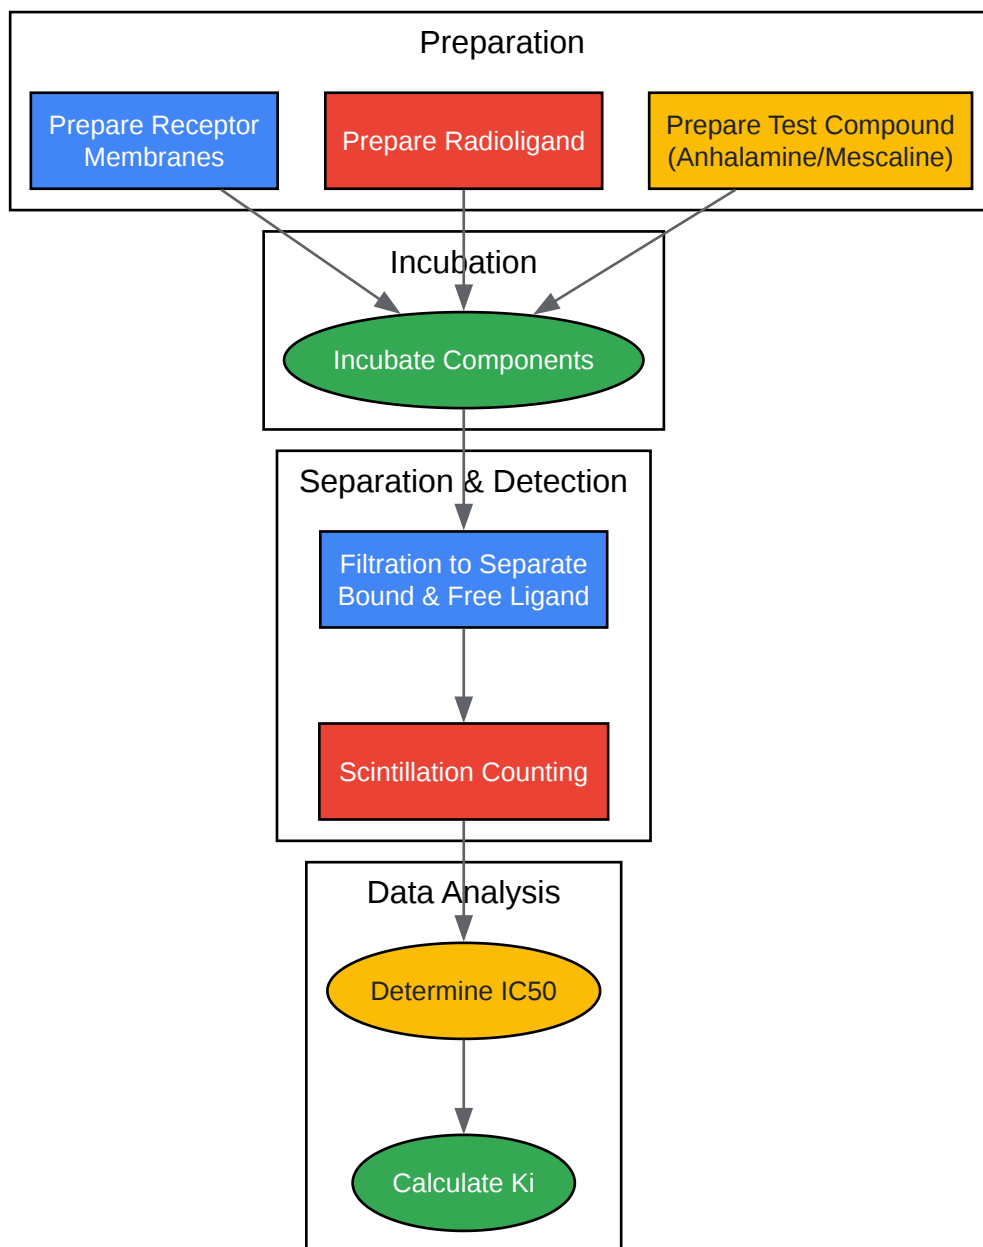 Preparation
Prepare Receptor
Membranes
Prepare Radioligand
Prepare Test Compound
(Anhalamine/Mescaline)
Incubation
Incubate Components
Separation & Detection
Filtration to Separate
Bound & Free Ligand
Scintillation Counting
Data Analysis
Determine IC50
Calculate Ki